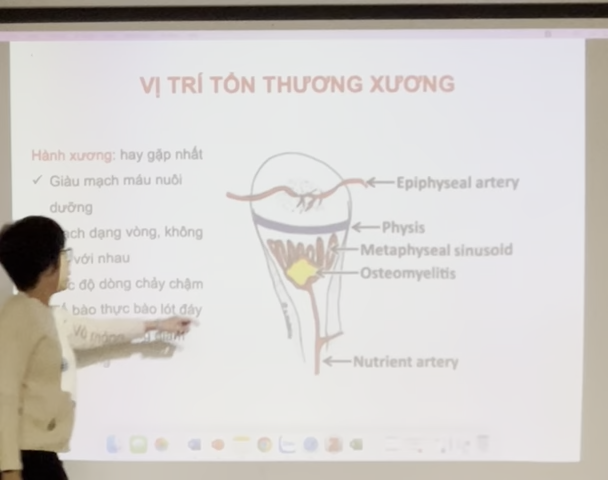 VỊ TRÍ TỔN THƯƠNG XƯƠNG
Hành xương: hay gặp nhất
✓ Giàu mạch máu nuôi
dưỡng
dạng vòng, không
với nhau
độ dòng chảy chậm
bào thực bào lót đáy
Epiphyseal artery
Physis
Metaphyseal sinusoid
Osteomyelitis
Nutrient artery